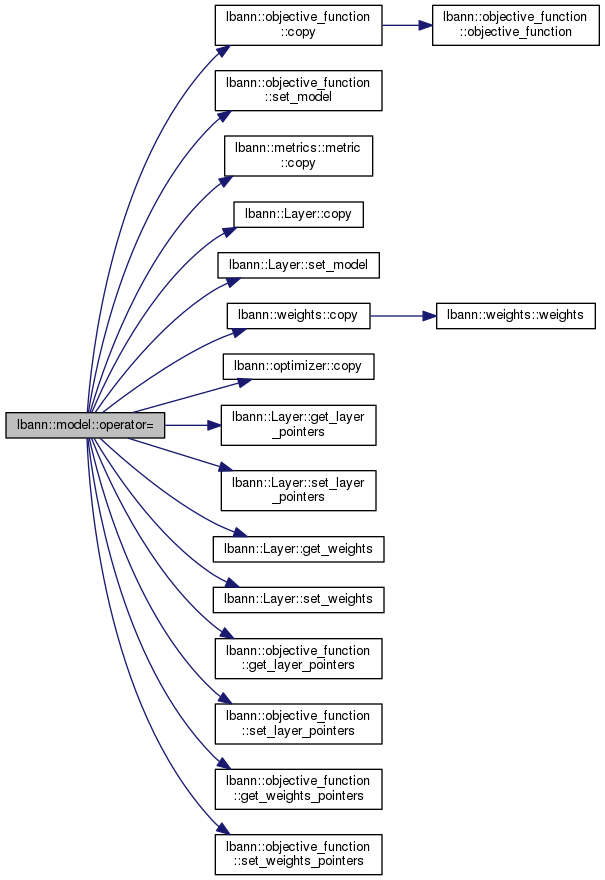 lbann::objective_function
::copy
lbann::objective_function
::objective_function
lbann::objective_function
::set_model
lbann::metrics::metric
::copy
lbann::Layer::copy
lbann::Layer::set_model
lbann::weights::copy
lbann::weights::weights
lbann::optimizer::copy
lbann::model::operator=
lbann::Layer::get_layer
_pointers
lbann::Layer::set_layer
_pointers
lbann::Layer::get_weights
lbann::Layer::set_weights
lbann::objective_function
::get_layer_pointers
lbann::objective_function
::set_layer_pointers
lbann::objective_function
::get_weights_pointers
lbann::objective_function
::set_weights_pointers